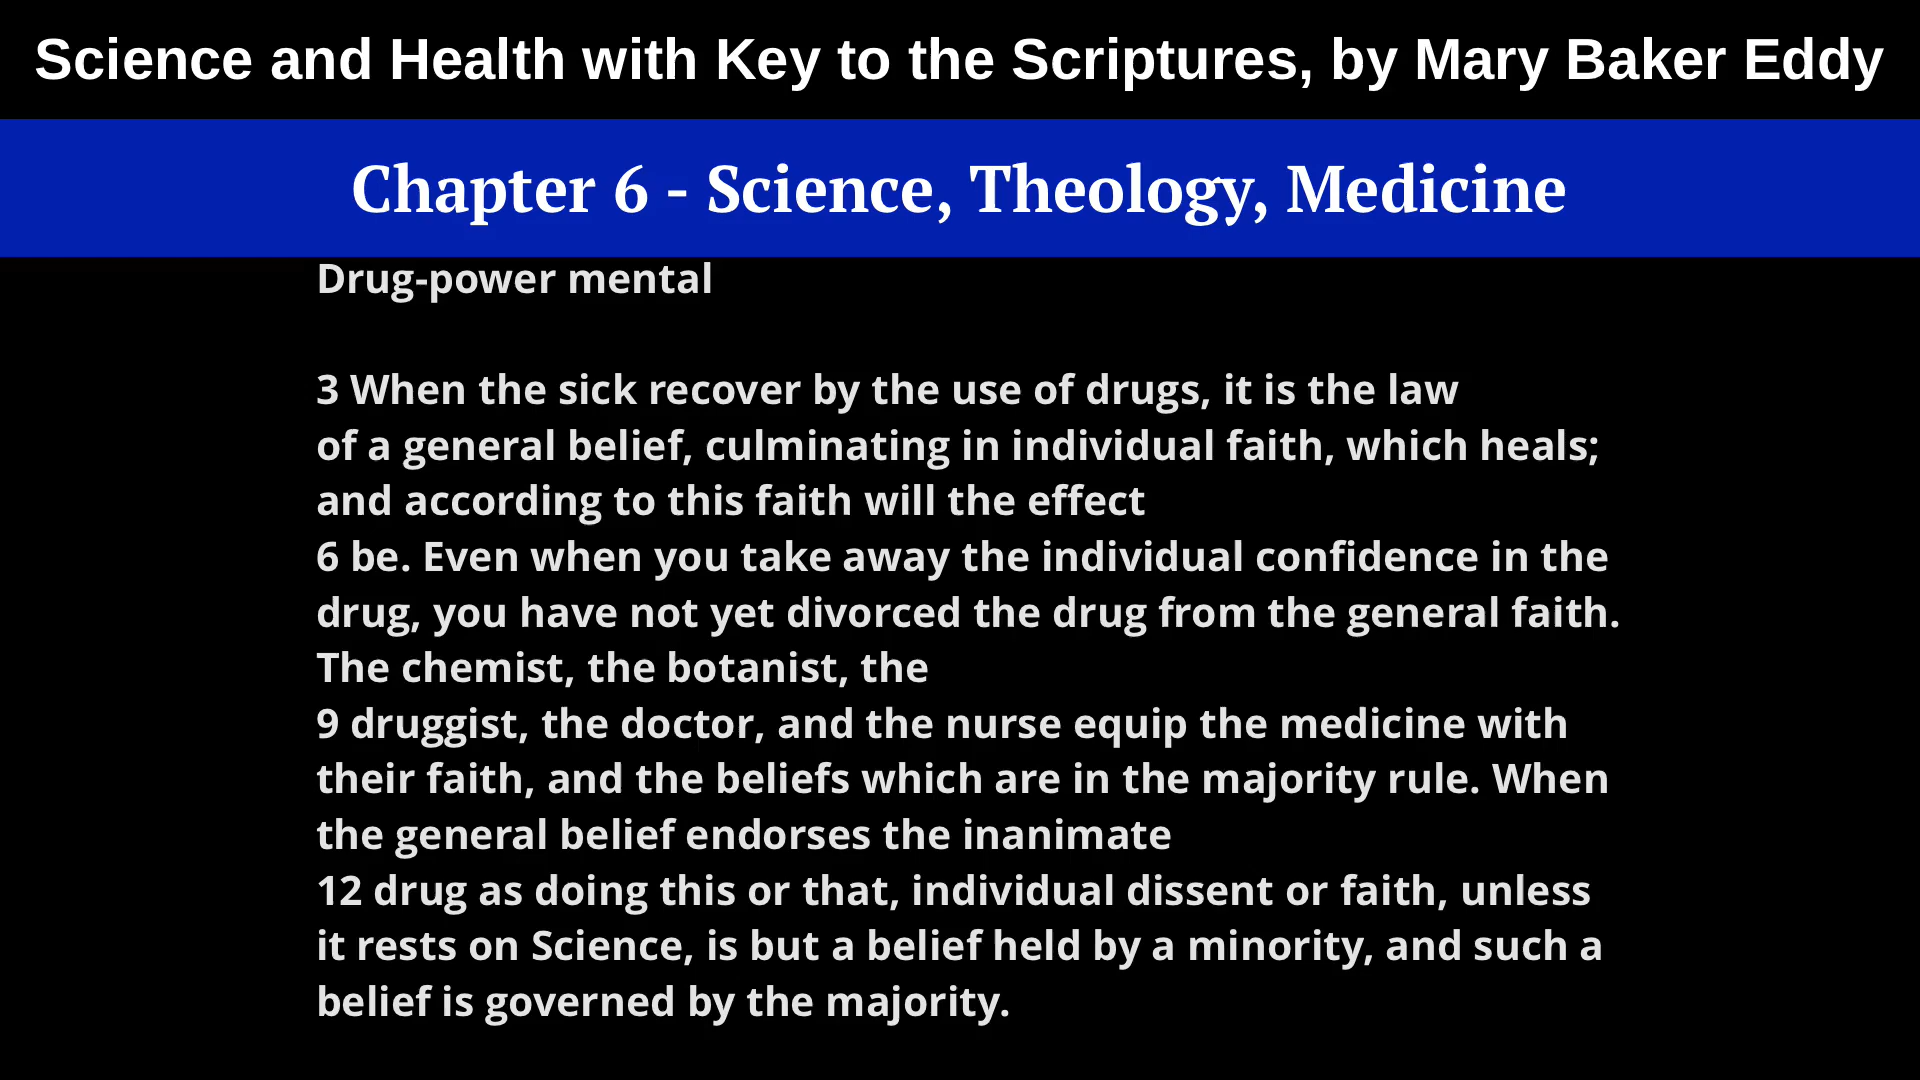 Science and Health with Key to the Scriptures, by Mary Baker Eddy
Chapter 6 - Science, Theology, Medicine
Drug-power mental
3 When the sick recover by the use of drugs, it is the law
of a general belief, culminating in individual faith, which heals;
and according to this faith will the effect
6 be. Even when you take away the individual confidence in the
drug, you have not yet divorced the drug from the general faith.
The chemist, the botanist, the
9 druggist, the doctor, and the nurse equip the medicine with
their faith, and the beliefs which are in the majority rule. When
the general belief endorses the inanimate
12 drug as doing this or that, individual dissent or faith, unless
it rests on Science, is but a belief held by a minority, and such a
belief is governed by the majority.